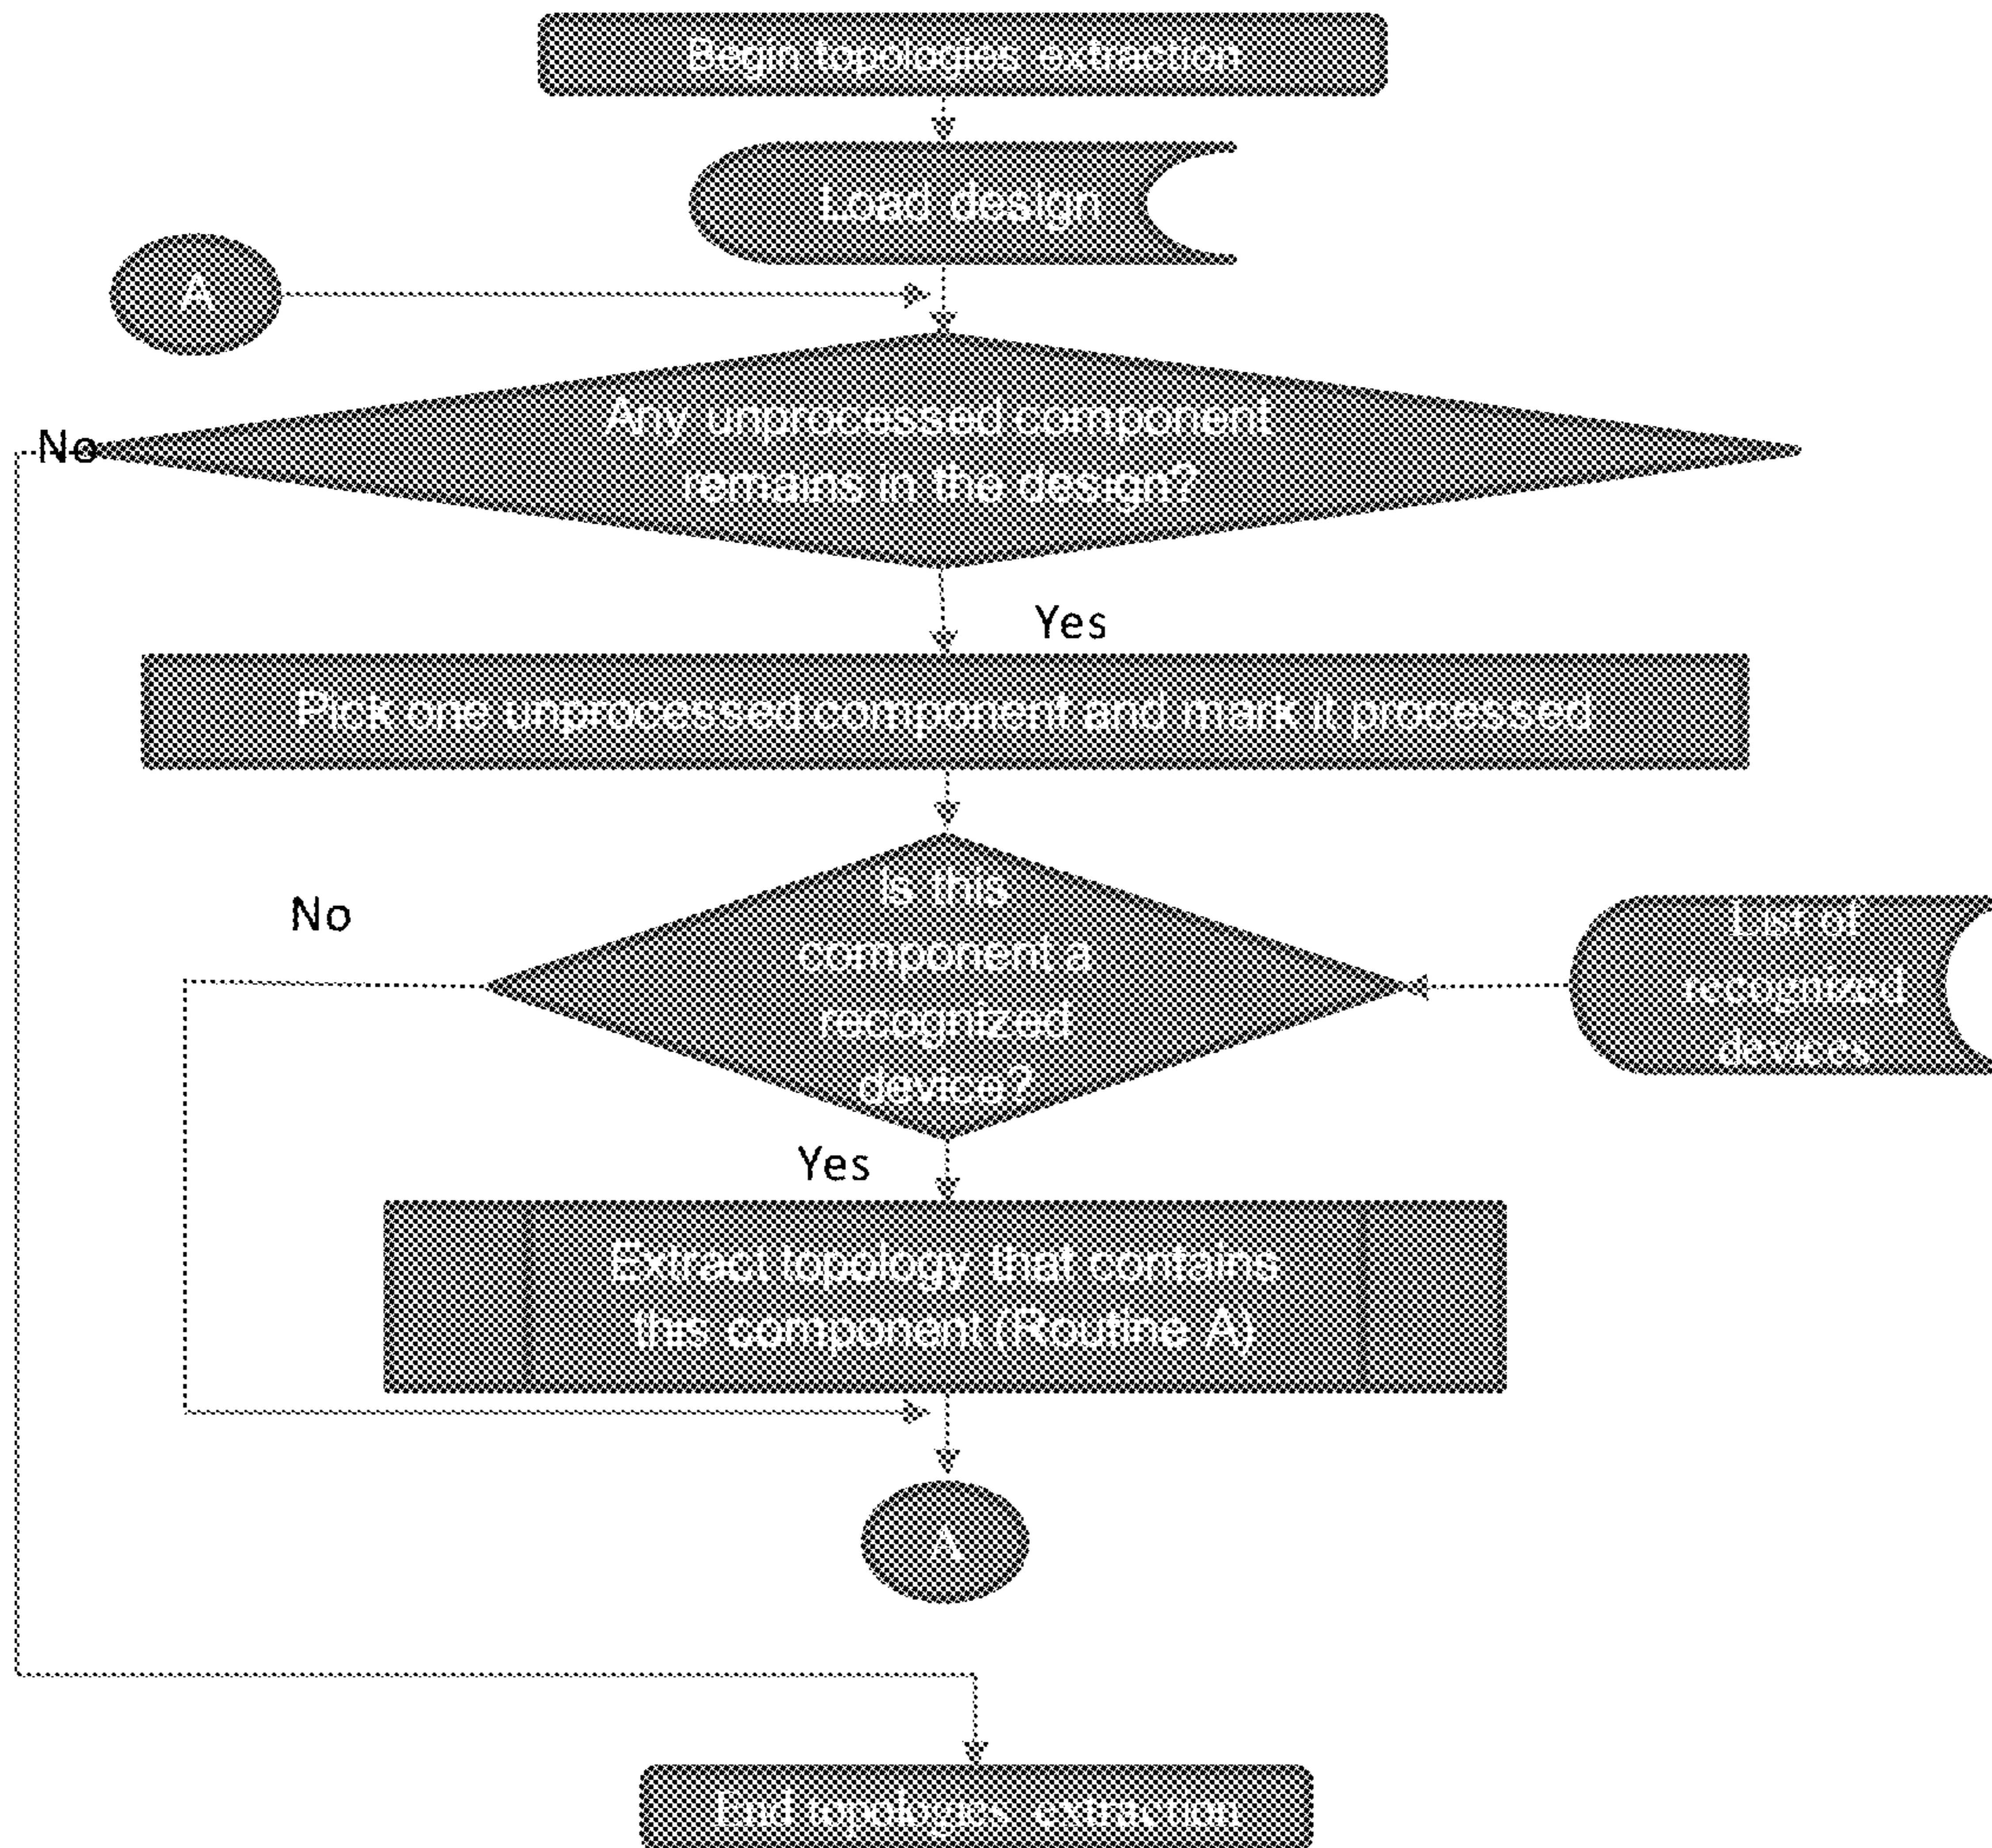 Begin topologies extraction
Load design
A
Any unprocessed component
remains in the design?
No
Yes
Pick one unprocessed component and mark it processed
Is this
component a
recognized
device?
No
List of
recognized
devices
Yes
Extract topology that contains
this component (Routine A)
A
End topologies extraction